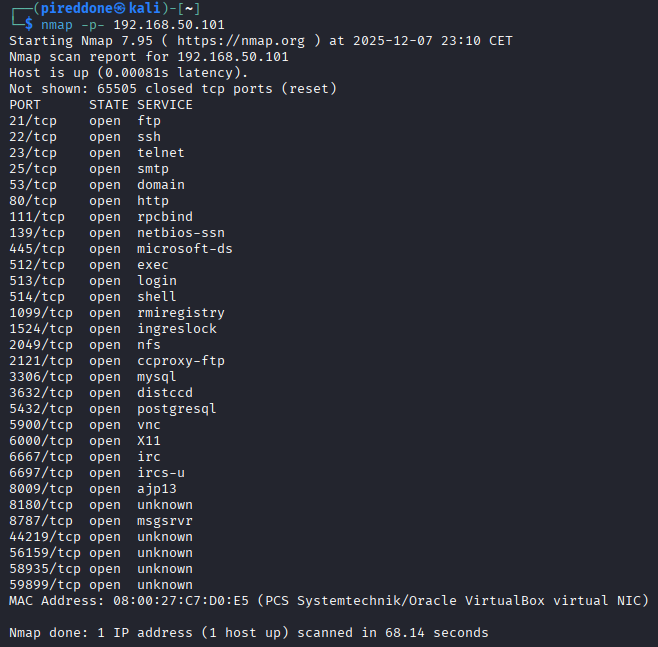 ┌──(pireddone㉿kali)-[~]
└─$ nmap -p- 192.168.50.101
Starting Nmap 7.95 ( https://nmap.org ) at 2025-12-07 23:10 CET
Nmap scan report for 192.168.50.101
Host is up (0.00081s latency).
Not shown: 65505 closed tcp ports (reset)
PORT      STATE SERVICE
21/tcp    open  ftp
22/tcp    open  ssh
23/tcp    open  telnet
25/tcp    open  smtp
53/tcp    open  domain
80/tcp    open  http
111/tcp   open  rpcbind
139/tcp   open  netbios-ssn
445/tcp   open  microsoft-ds
512/tcp   open  exec
513/tcp   open  login
514/tcp   open  shell
1099/tcp  open  rmiregistry
1524/tcp  open  ingreslock
2049/tcp  open  nfs
2121/tcp  open  ccproxy-ftp
3306/tcp  open  mysql
3632/tcp  open  distccd
5432/tcp  open  postgresql
5900/tcp  open  vnc
6000/tcp  open  X11
6667/tcp  open  irc
6697/tcp  open  ircs-u
8009/tcp  open  ajp13
8180/tcp  open  unknown
8787/tcp  open  msgsrvr
44219/tcp open  unknown
56159/tcp open  unknown
58935/tcp open  unknown
59899/tcp open  unknown
MAC Address: 08:00:27:C7:D0:E5 (PCS Systemtechnik/Oracle VirtualBox virtual NIC)
Nmap done: 1 IP address (1 host up) scanned in 68.14 seconds